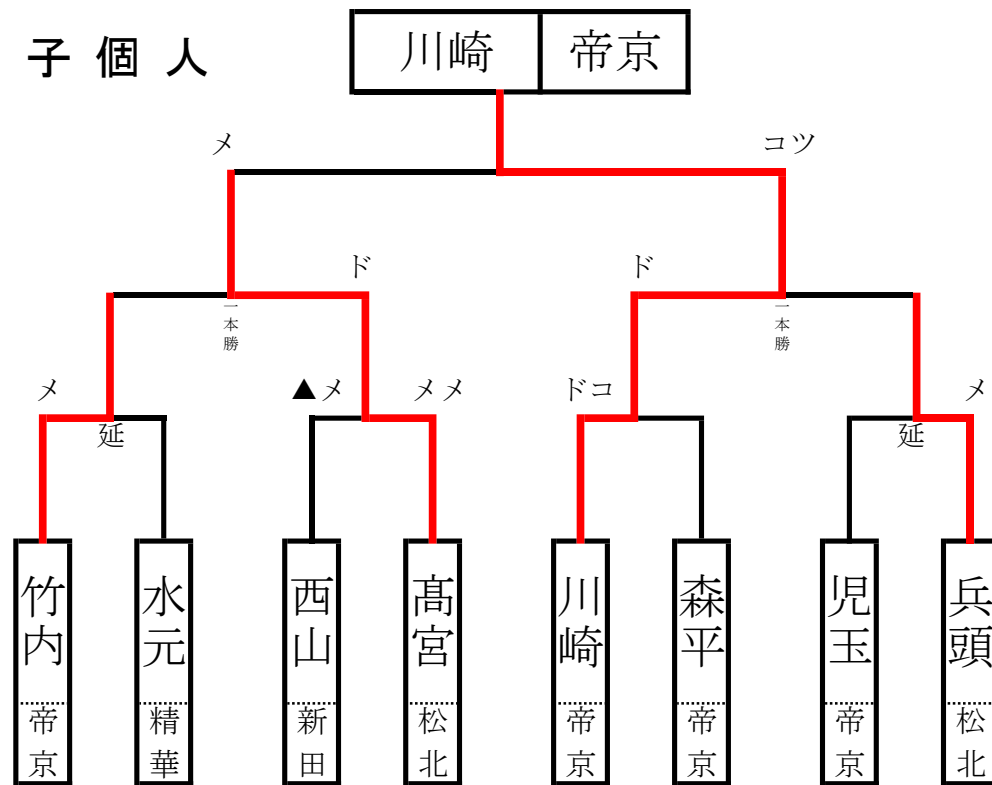 子個人
川崎 帝京
メ コツ
ド ド
一本勝 一本勝
メ ▲メ メメ ドコ メ
延 延
竹内 水元 西山 髙宮 川崎 森平 児玉 兵頭
帝京 精華 新田 松北 帝京 帝京 帝京 松北